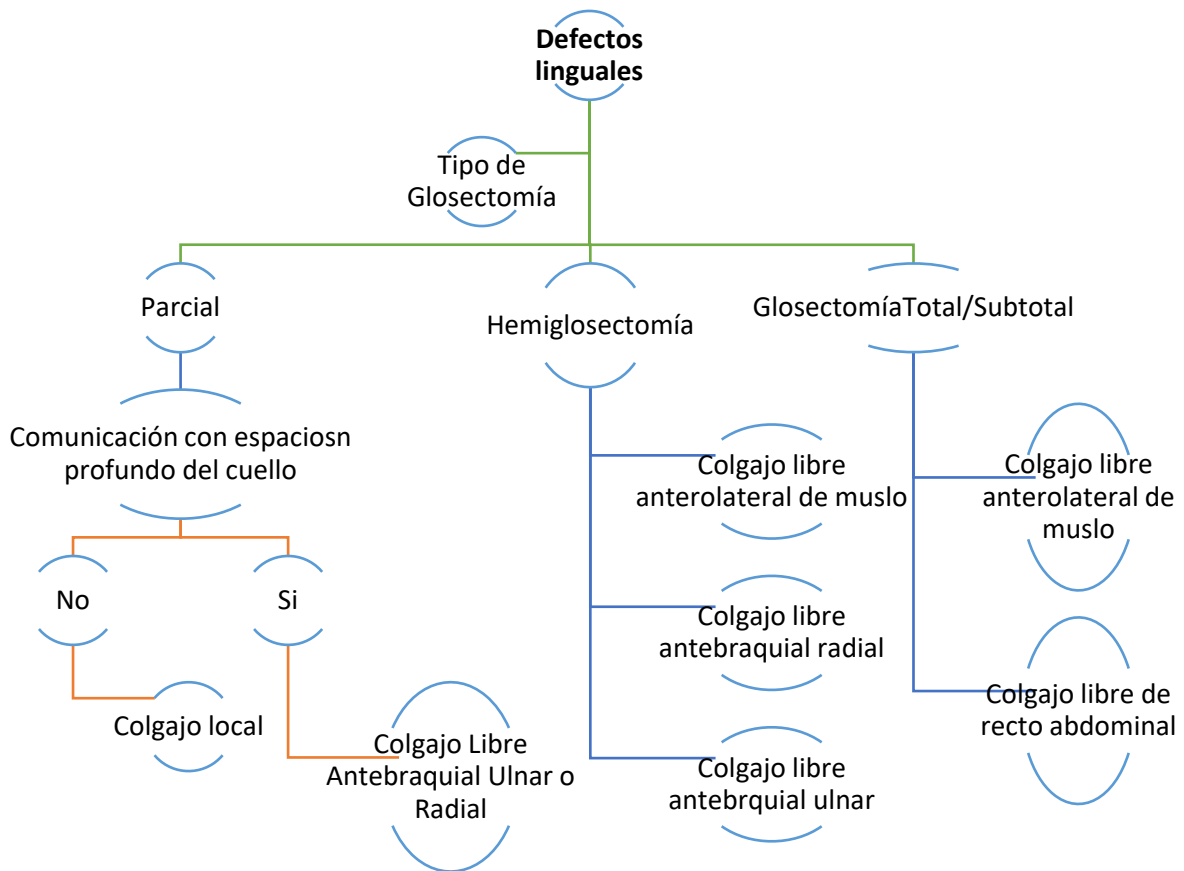 Defectos
linguales
Tipo de
Glosectomía
Parcial
Hemiglosectomía
GlosectomíaTotal/Subtotal
Comunicación con espaciosn
profundo del cuello
No
Si
Colgajo local
Colgajo Libre
Antebraquial Ulnar o
Radial
Colgajo libre
anterolateral de muslo
Colgajo libre
antebraquial radial
Colgajo libre
antebrquial ulnar
Colgajo libre
anterolateral de
muslo
Colgajo libre de
recto abdominal